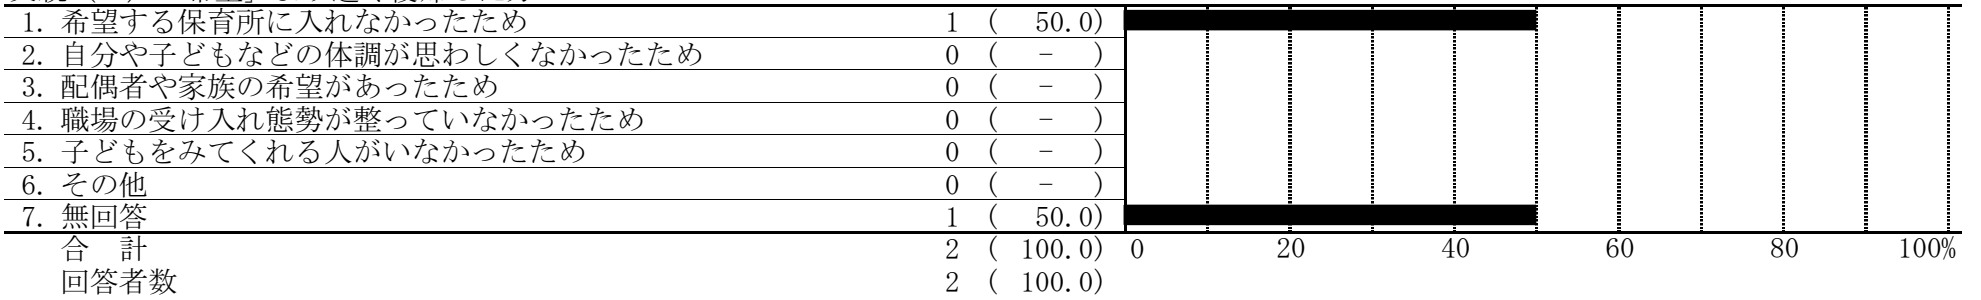 1. 希望する保育所に入れなかったため 1 ( 50.0)
2. 自分や子どもなどの体調が思わしくなかったため 0 ( - )
3. 配偶者や家族の希望があったため 0 ( - )
4. 職場の受け入れ態勢が整っていなかったため 0 ( - )
5. 子どもをみてくれる人がいなかったため 0 ( - )
6. その他 0 ( - )
7. 無回答 1 ( 50.0)
合 計 2 ( 100.0) 0 20 40 60 80 100%
回答者数 2 ( 100.0)